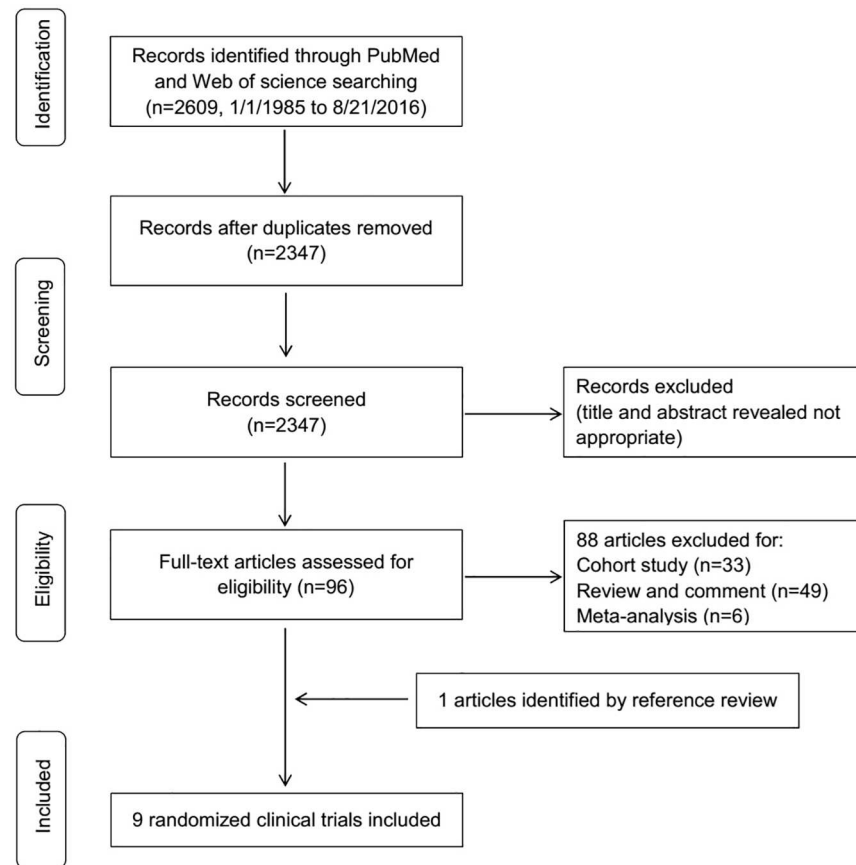 Identification
Records identified through PubMed
and Web of science searching
(n=2609, 1/1/1985 to 8/21/2016)
Screening
Records after duplicates removed
(n=2347)
Records screened
(n=2347)
Records excluded
(title and abstract revealed not
appropriate)
Eligibility
Full-text articles assessed for
eligibility (n=96)
88 articles excluded for:
Cohort study (n=33)
Review and comment (n=49)
Meta-analysis (n=6)
1 articles identified by reference review
Included
9 randomized clinical trials included